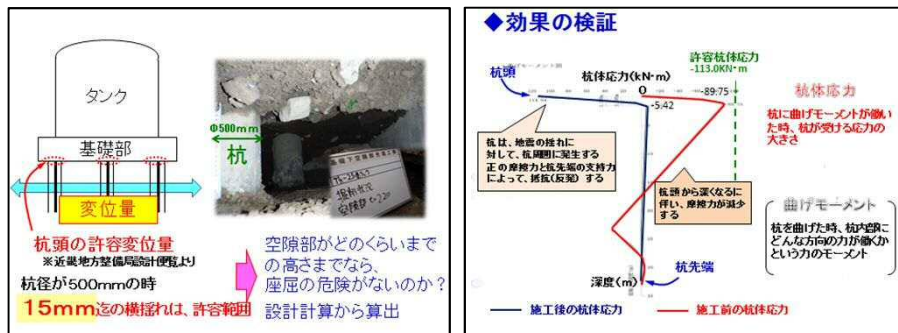 タンク
基礎部
変位量
杭頭の許容変位量
※近畿地方整備局設計便覧より
杭径が500mmの時
15mm迄の横揺れは、許容範囲
Φ500mm
杭
空隙部がどのくらいまで
の高さまでなら、
座屈の危険がないのか？
設計計算から算出
◆効果の検証
許容杭体応力
-113.0KN・m
杭頭
杭体応力(kN・m)
0
-89.75
-5.42
杭は、地震の揺れに
対して、杭周囲に発生する
正の摩擦力と杭先端の支持力
によって、抵抗(反発)する
杭頭から深くなるに
伴い、摩擦力が減少
する
杭体応力
杭に曲げモーメントが働い
た時、杭が受ける応力の
大きさ
曲げモーメント
杭を曲げた時、杭内部に
どんな方向の力が働くか
という力のモーメント
杭先端
深度(m)
施工後の杭体応力
施工前の杭体応力